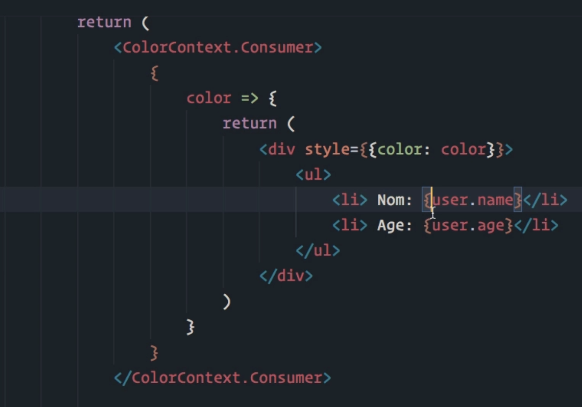 return (
<ColorContext.Consumer>
{
color => {
return (
<div style={{color: color}}>
<ul>
<li> Nom: {user.name}</li>
<li> Age: {user.age}</li>
</ul>
</div>
)
}
}
</ColorContext.Consumer>